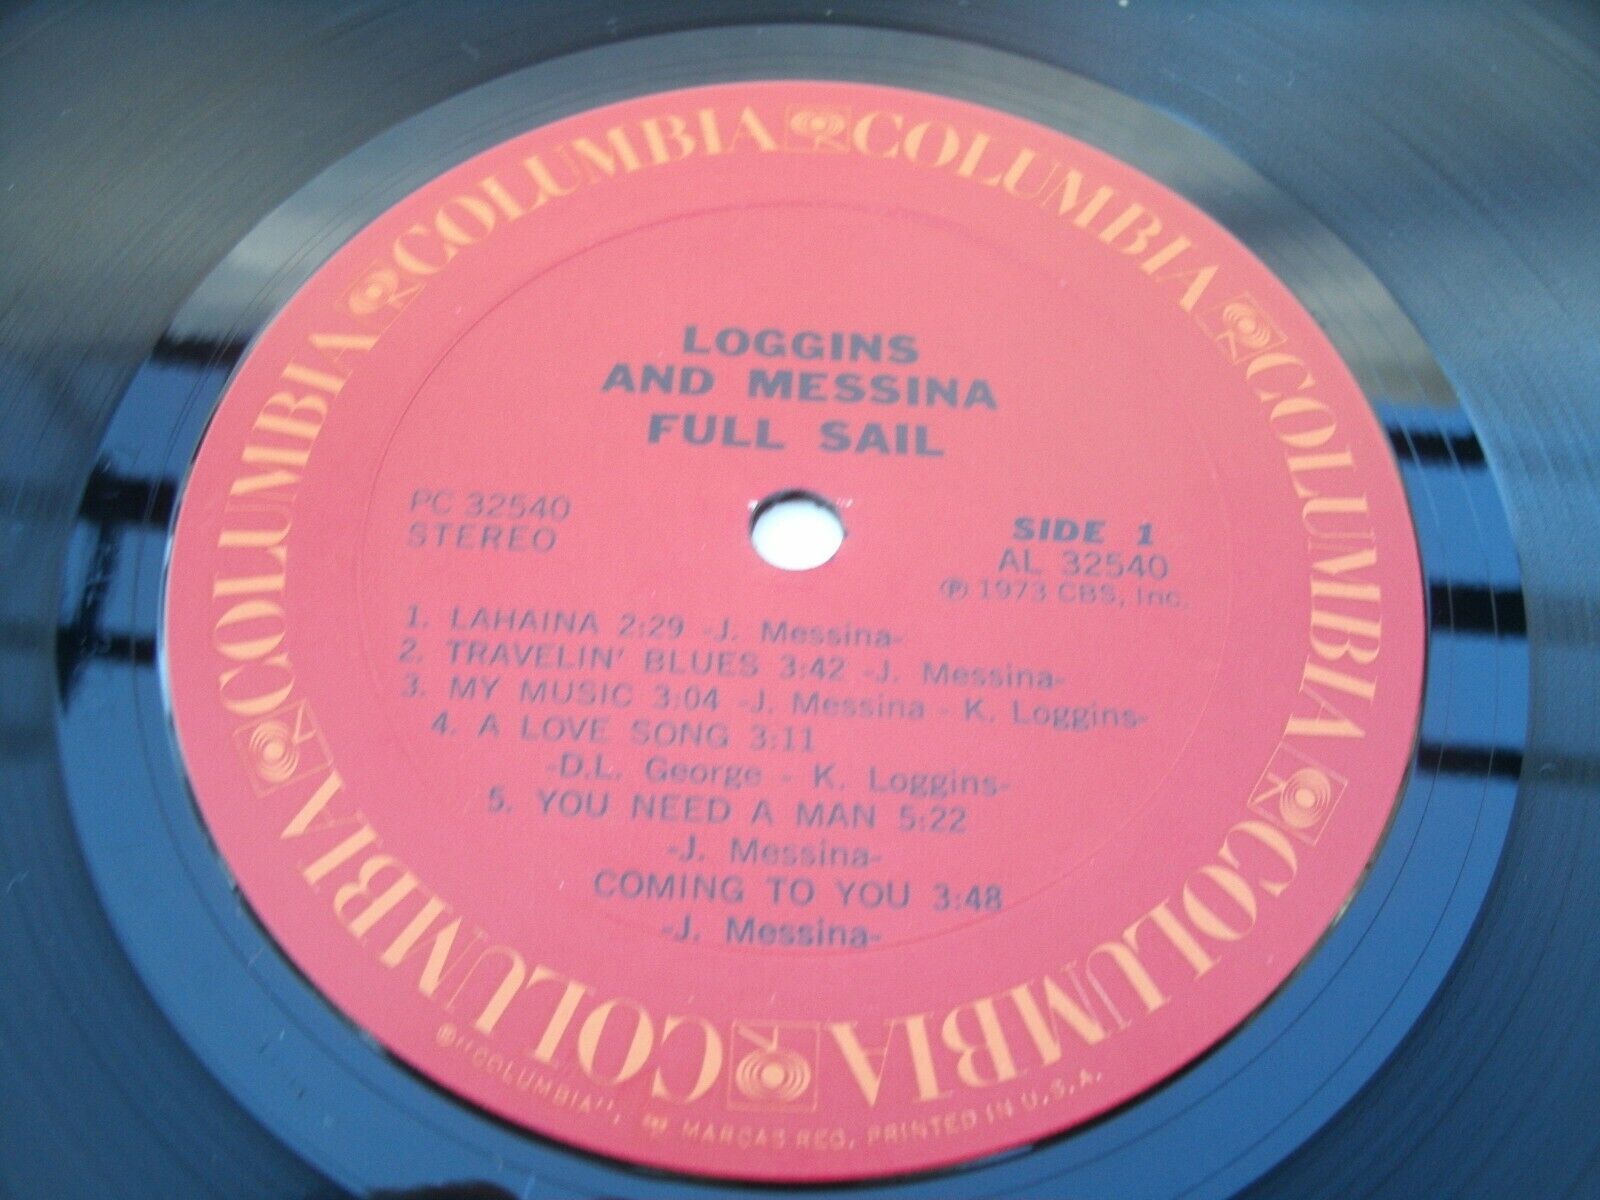 COLUMBIA COLUMBIA COLUMBIA COLUMBIA COLUMBIA COLUMBIA
LOGGINS
AND MESSINA
FULL SAIL
PC 32540
STEREO
SIDE 1
AL 32540
℗ 1973 CBS, Inc.
1. LAHAINA 2:29 -J. Messina-
2. TRAVELIN' BLUES 3:42 -J. Messina-
3. MY MUSIC 3:04 -J. Messina - K. Loggins-
4. A LOVE SONG 3:11
-D.L. George - K. Loggins-
5. YOU NEED A MAN 5:22
-J. Messina-
COMING TO YOU 3:48
-J. Messina-
® "COLUMBIA", MARCAS REG. PRINTED IN U.S.A.